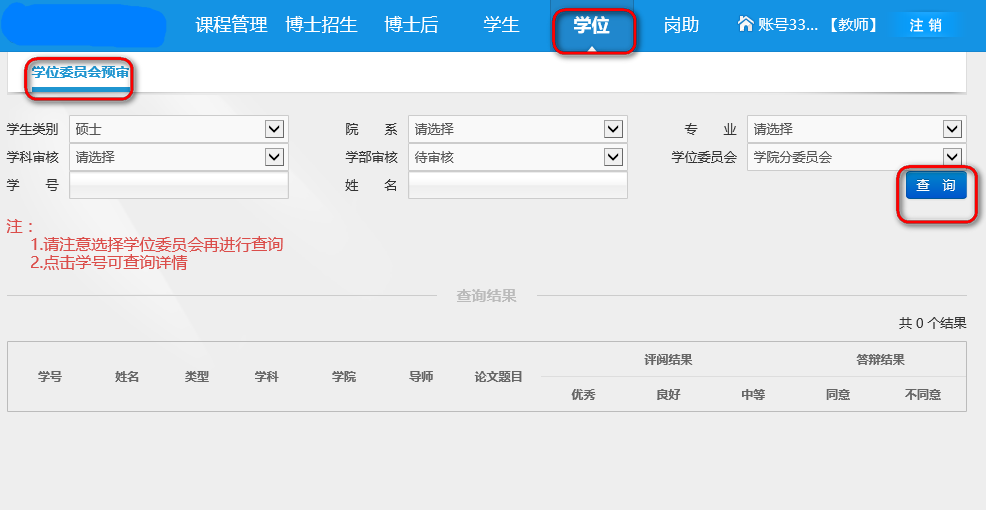 课程管理 博士招生 博士后 学生 学位 岗助 账号33... 【教师】 注 销
学位委员会预审
学生类别 硕士 院 系 请选择 专 业 请选择
学科审核 请选择 学部审核 待审核 学位委员会 学院分委员会
学 号 姓 名 查 询
注：
1.请注意选择学位委员会再进行查询
2.点击学号可查询详情
查询结果
共 0 个结果
学号 姓名 类型 学科 学院 导师 论文题目 评阅结果 答辩结果
优秀 良好 中等 同意 不同意